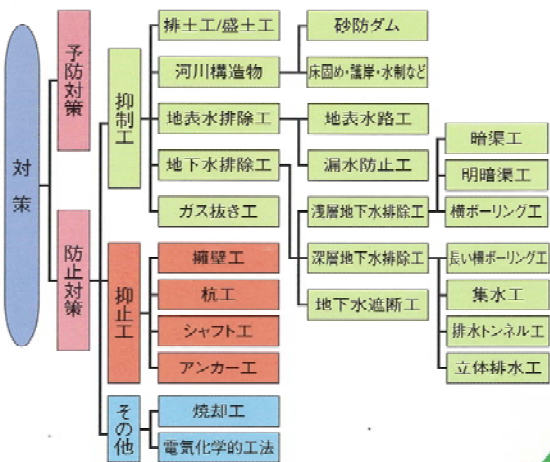 対策
予防対策
防止対策
抑制工
抑止工
その他
排土工/盛土工
河川構造物
地表水排除工
地下水排除工
ガス抜き工
擁壁工
杭工
シャフト工
アンカー工
焼却工
電気化学的工法
砂防ダム
床固め・護岸・水制など
地表水路工
漏水防止工
浅層地下水排除工
深層地下水排除工
地下水遮断工
暗渠工
明暗渠工
横ボーリング工
長い横ボーリング工
集水工
排水トンネル工
立体排水工